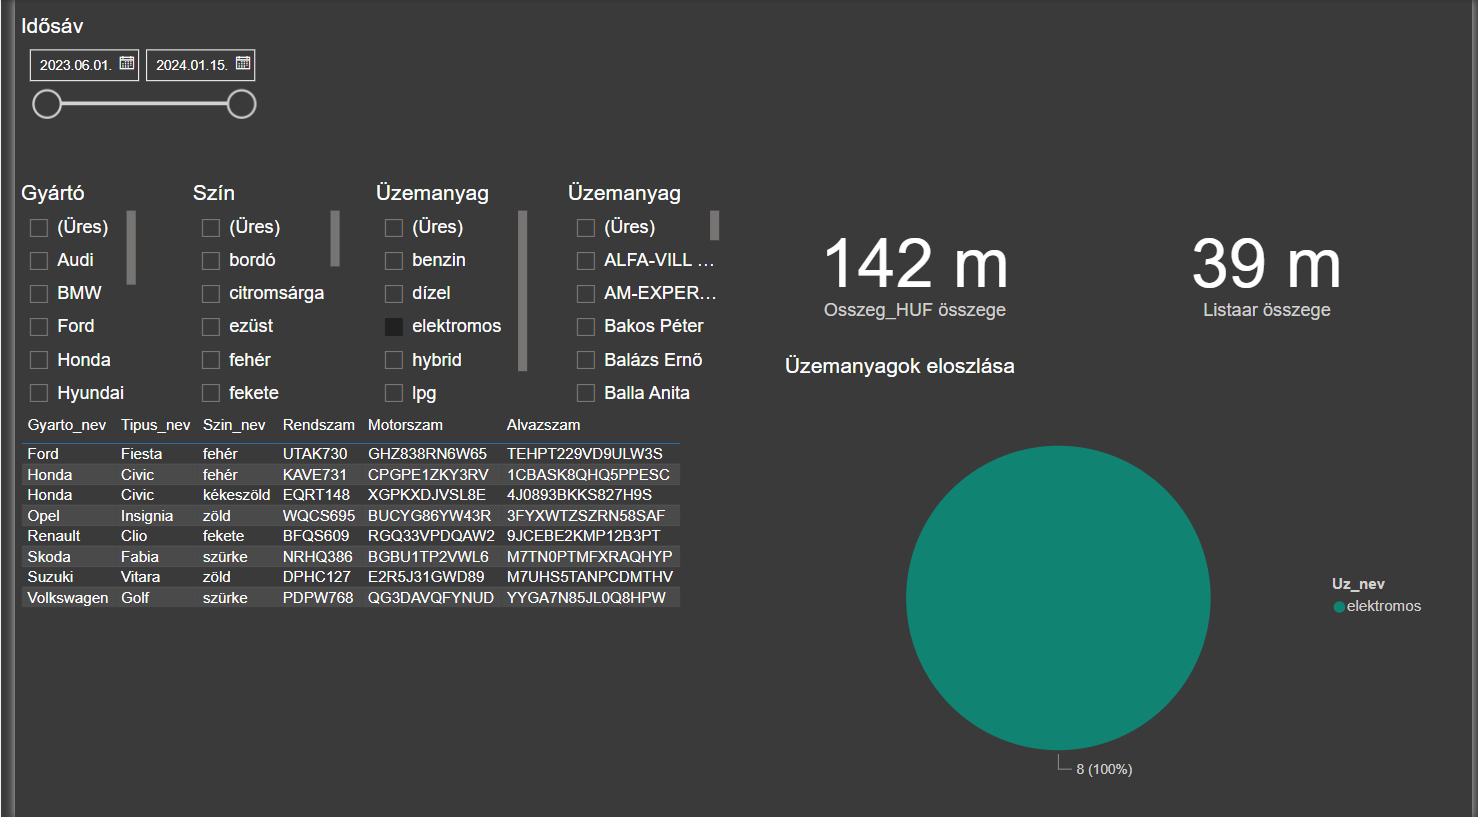 Idősáv
2023.06.01. 2024.01.15.
Gyártó
(Üres)
Audi
BMW
Ford
Honda
Hyundai
Szín
(Üres)
bordó
citromsárga
ezüst
fehér
fekete
Üzemanyag
(Üres)
benzin
dízel
elektromos
hybrid
lpg
Üzemanyag
(Üres)
ALFA-VILL ...
AM-EXPER...
Bakos Péter
Balázs Ernő
Balla Anita
142 m
Osszeg_HUF összege
39 m
Listaar összege
Gyarto_nev Tipus_nev Szin_nev Rendszam Motorszam Alvazszam
Ford Fiesta fehér UTAK730 GHZ838RN6W65 TEHPT229VD9ULW3S
Honda Civic fehér KAVE731 CPGPE1ZKY3RV 1CBASK8QHQ5PPESC
Honda Civic kékeszöld EQRT148 XGPKXDJVSL8E 4J0893BKKS827H9S
Opel Insignia zöld WQCS695 BUCYG86YW43R 3FYXWTZSZRN58SAF
Renault Clio fekete BFQS609 RGQ33VPDQAW2 9JCEBE2KMP12B3PT
Skoda Fabia szürke NRHQ386 BGBU1TP2VWL6 M7TN0PTMFXRAQHYP
Suzuki Vitara zöld DPHC127 E2R5J31GWD89 M7UHS5TANPCDMTHV
Volkswagen Golf szürke PDPW768 QG3DAVQFYNUD YYGA7N85JL0Q8HPW
Üzemanyagok eloszlása
Uz_nev
elektromos
8 (100%)